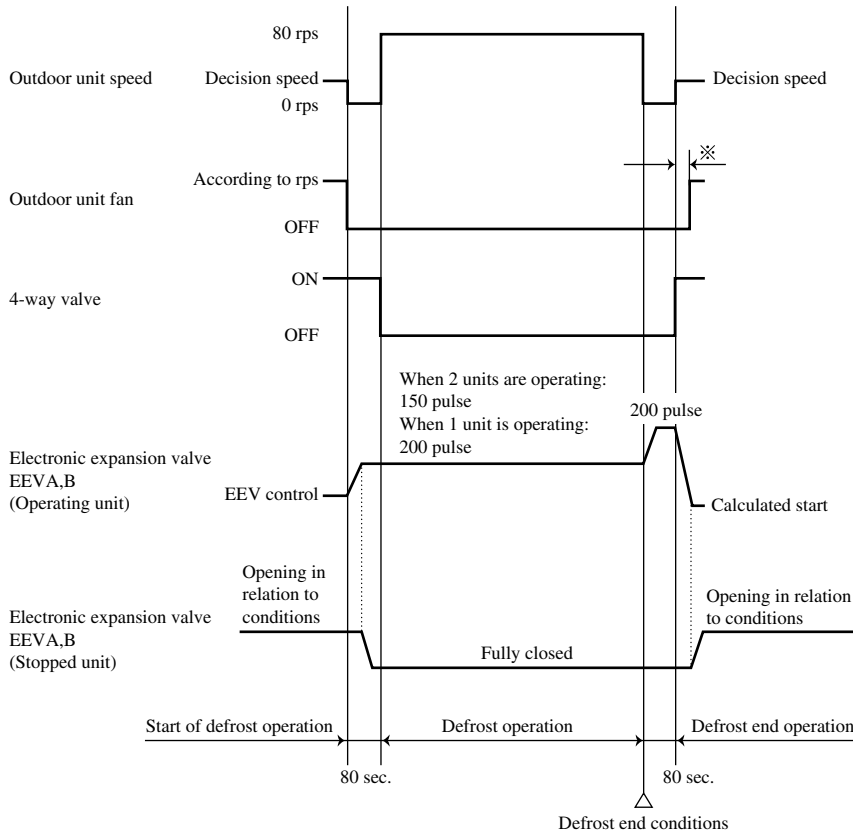 80 rps
Outdoor unit speed
Decision speed
Decision speed
0 rps
※
According to rps
Outdoor unit fan
OFF
ON
4-way valve
OFF
When 2 units are operating:
150 pulse
When 1 unit is operating:
200 pulse
200 pulse
Electronic expansion valve
EEVA,B
(Operating unit)
EEV control
Calculated start
Opening in
relation to
conditions
Opening in relation
to conditions
Electronic expansion valve
EEVA,B
(Stopped unit)
Fully closed
Start of defrost operation
Defrost operation
Defrost end operation
80 sec.
80 sec.
Defrost end conditions